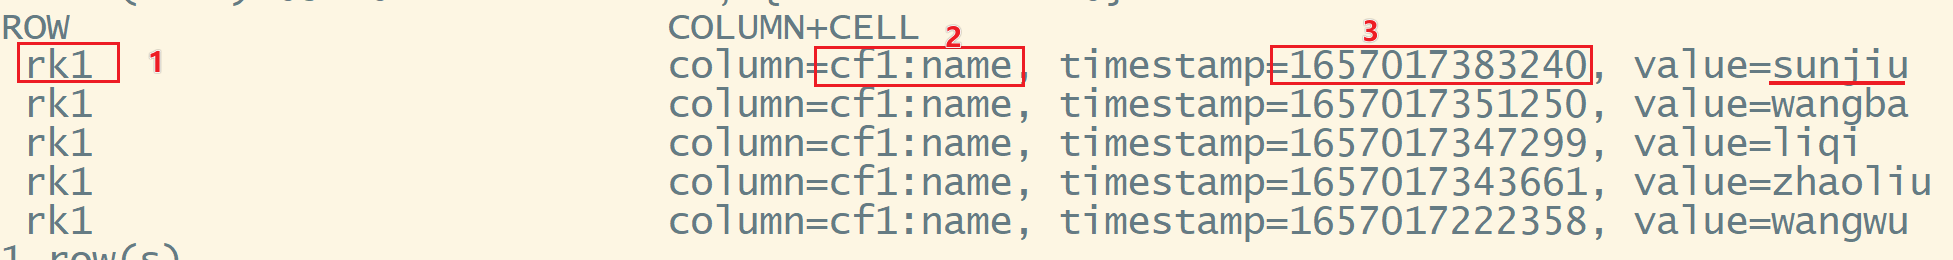 ROW COLUMN+CELL
rk1 1 column=cf1:name, 2 timestamp=1657017383240, 3 value=sunjiu
rk1 column=cf1:name, timestamp=1657017351250, value=wangba
rk1 column=cf1:name, timestamp=1657017347299, value=liqi
rk1 column=cf1:name, timestamp=1657017343661, value=zhaoliu
rk1 column=cf1:name, timestamp=1657017222358, value=wangwu
1 row(s)